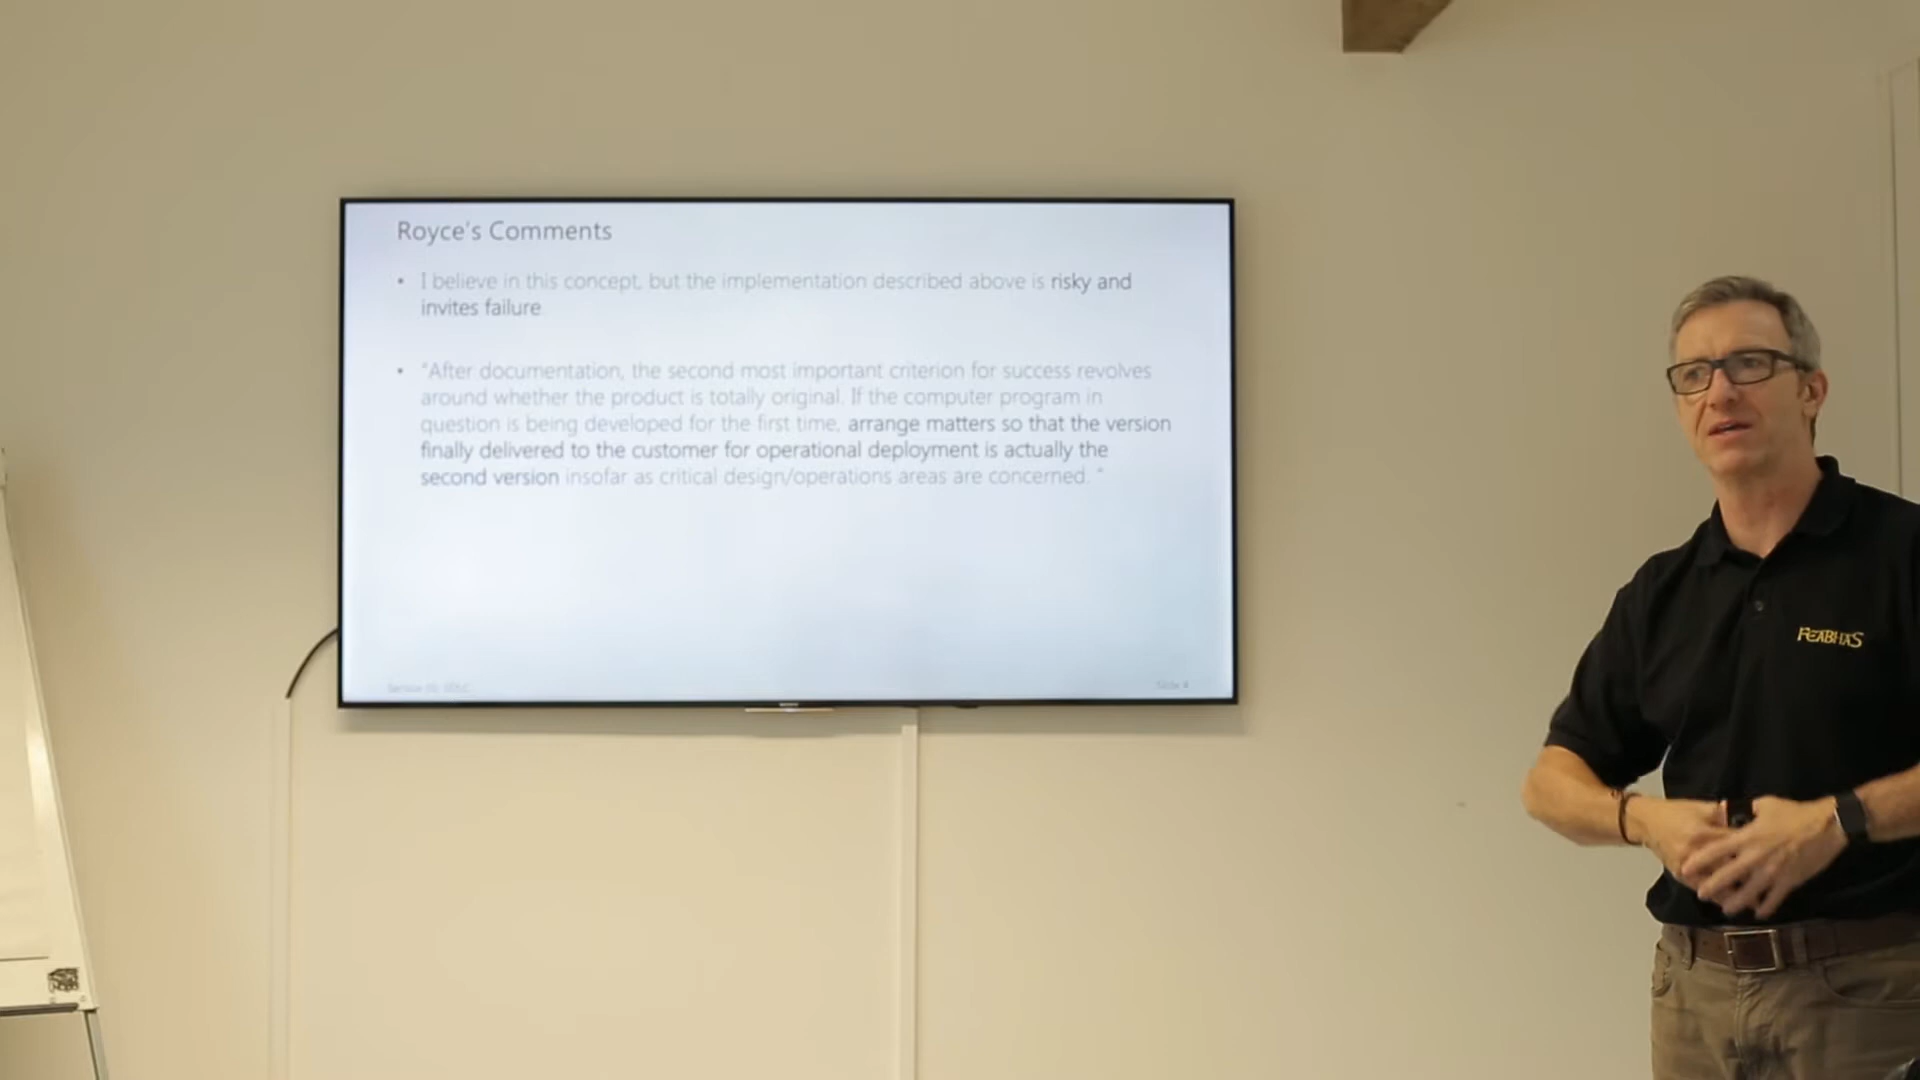 Royce's Comments
• I believe in this concept, but the implementation described above is risky and
invites failure.
• "After documentation, the second most important criterion for success revolves
around whether the product is totally original. If the computer program in
question is being developed for the first time, arrange matters so that the version
finally delivered to the customer for operational deployment is actually the
second version insofar as critical design/operations areas are concerned. "
Slide 4
FEABHAS